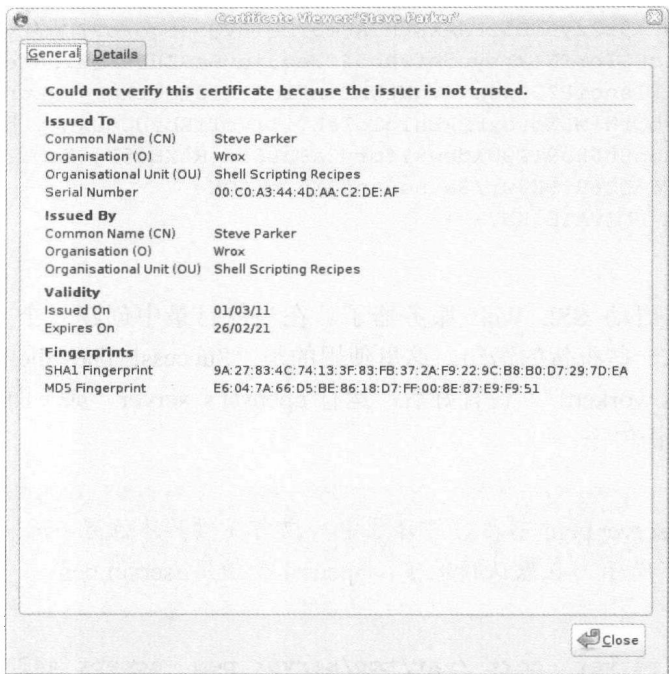 Certificate Viewer"Steve Parker"
General Details
Could not verify this certificate because the issuer is not trusted.
Issued To
Common Name (CN) Steve Parker
Organisation (O) Wrox
Organisational Unit (OU) Shell Scripting Recipes
Serial Number 00:C0:A3:44:4D:AA:C2:DE:AF
Issued By
Common Name (CN) Steve Parker
Organisation (O) Wrox
Organisational Unit (OU) Shell Scripting Recipes
Validity
Issued On 01/03/11
Expires On 26/02/21
Fingerprints
SHA1 Fingerprint 9A:27:83:4C:74:13:3F:83:FB:37:2A:F9:22:9C:B8:B0:D7:29:7D:EA
MD5 Fingerprint E6:04:7A:66:D5:BE:86:18:D7:FF:00:8E:87:E9:F9:51
Close